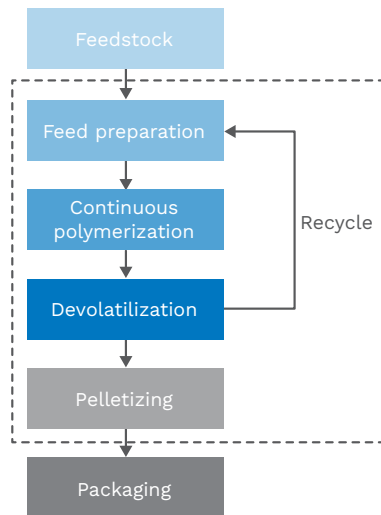 Feedstock
Feed preparation
Continuous
polymerization
Recycle
Devolatilization
Pelletizing
Packaging